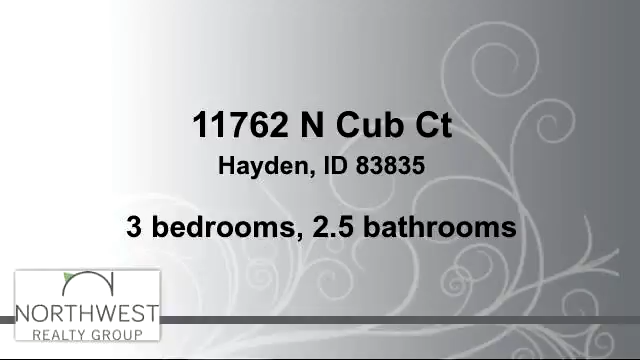 11762 N Cub Ct
Hayden, ID 83835
3 bedrooms, 2.5 bathrooms
NORTHWEST
REALTY GROUP